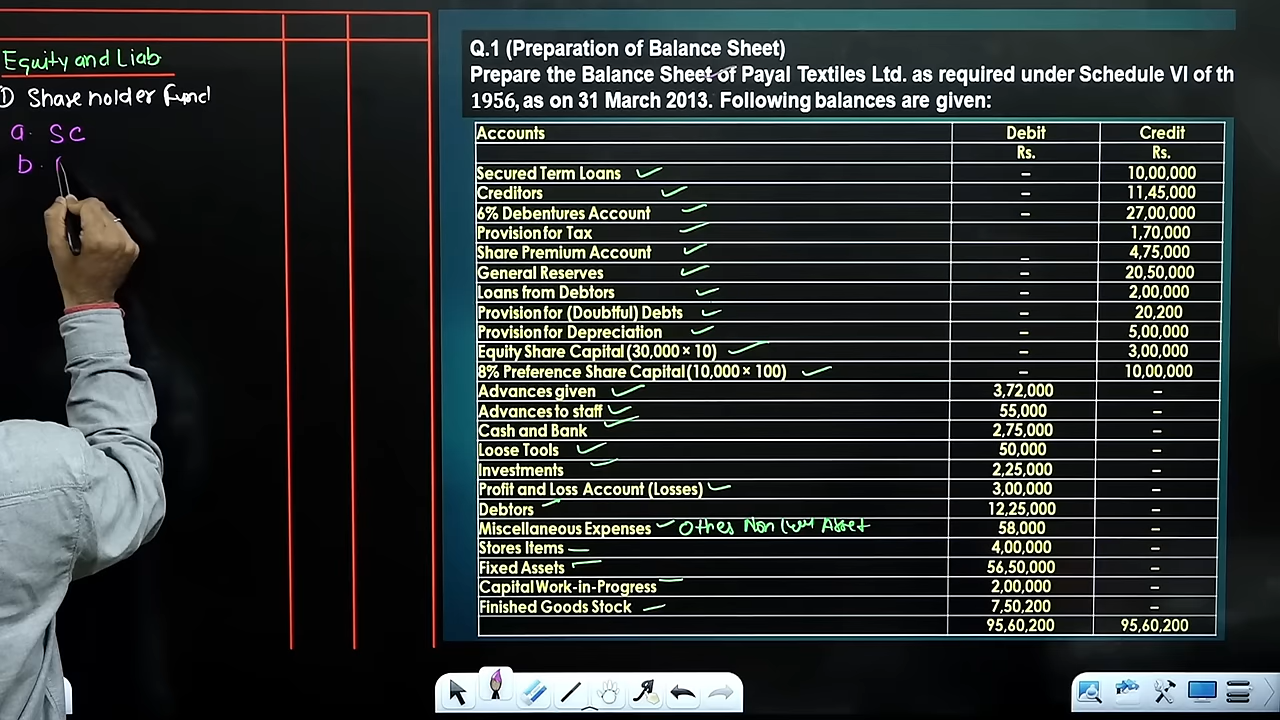 Equity and Liab
① Share holder Fund
a. SC
b.
Q.1 (Preparation of Balance Sheet)
Prepare the Balance Sheet of Payal Textiles Ltd. as required under Schedule VI of th
1956, as on 31 March 2013. Following balances are given:
Accounts Debit Credit
Rs. Rs.
Secured Term Loans – 10,00,000
Creditors – 11,45,000
6% Debentures Account – 27,00,000
Provision for Tax 1,70,000
Share Premium Account _ 4,75,000
General Reserves – 20,50,000
Loans from Debtors – 2,00,000
Provision for (Doubtful) Debts – 20,200
Provision for Depreciation – 5,00,000
Equity Share Capital (30,000 × 10) – 3,00,000
8% Preference Share Capital (10,000 × 100) – 10,00,000
Advances given 3,72,000 –
Advances to staff 55,000 –
Cash and Bank 2,75,000 –
Loose Tools 50,000 –
Investments 2,25,000 –
Profit and Loss Account (Losses) 3,00,000 –
Debtors 12,25,000 –
Miscellaneous Expenses Other Non Asset 58,000 –
Stores Items 4,00,000 –
Fixed Assets 56,50,000 –
Capital Work-in-Progress 2,00,000 –
Finished Goods Stock 7,50,200 –
95,60,200 95,60,200